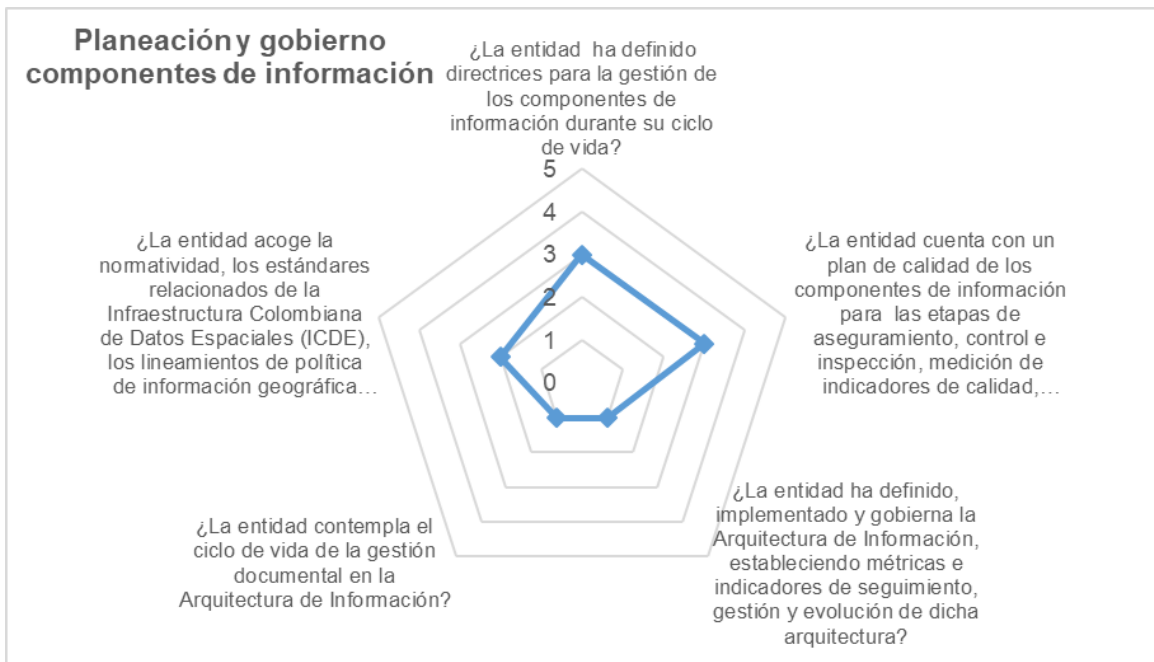 Planeación y gobierno
componentes de información
¿La entidad  ha definido
directrices para la gestión de
los componentes de
información durante su ciclo
de vida?
5
4
3
2
1
0
¿La entidad cuenta con un
plan de calidad de los
componentes de información
para  las etapas de
aseguramiento, control e
inspección, medición de
indicadores de calidad,…
¿La entidad ha definido,
implementado y gobierna la
Arquitectura de Información,
estableciendo métricas e
indicadores de seguimiento,
gestión y evolución de dicha
arquitectura?
¿La entidad contempla el
ciclo de vida de la gestión
documental en la
Arquitectura de Información?
¿La entidad acoge la
normatividad, los estándares
relacionados de la
Infraestructura Colombiana
de Datos Espaciales (ICDE),
los lineamientos de política
de información geográfica…